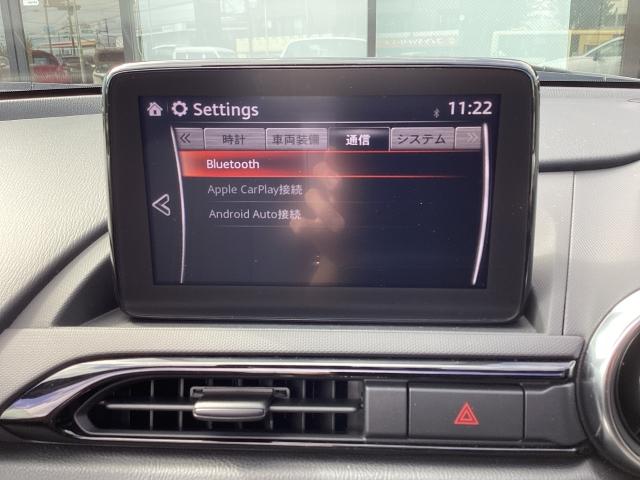 Settings 11:22
時計 車両装備 通信 システム
Bluetooth
Apple CarPlay接続
Android Auto接続